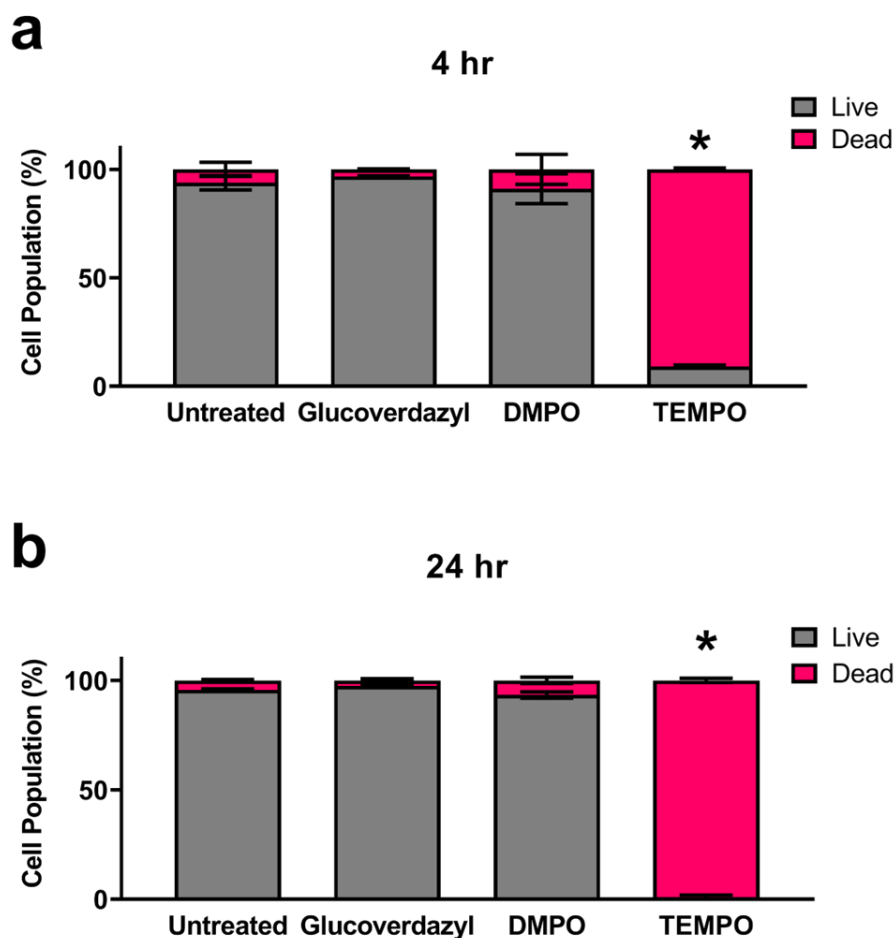 a
4 hr
Live
Dead
*
Cell Population (%)
100
50
0
Untreated Glucoverdazyl DMPO TEMPO
b
24 hr
Live
Dead
*
Cell Population (%)
100
50
0
Untreated Glucoverdazyl DMPO TEMPO